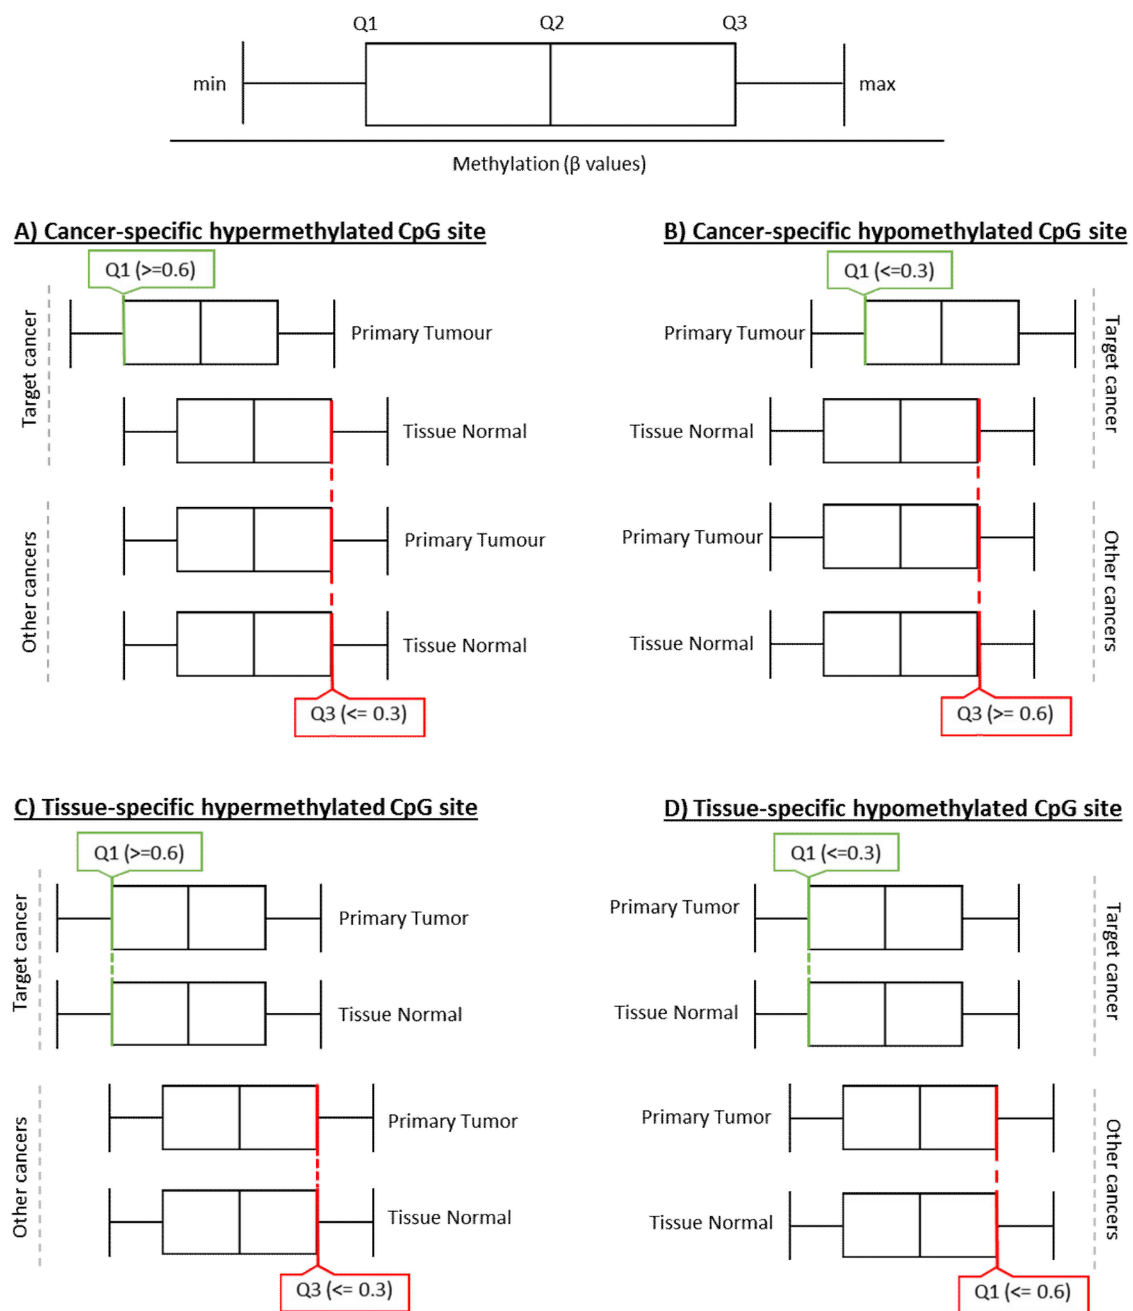 Q1 Q2 Q3
min max
Methylation (β values)
A) Cancer-specific hypermethylated CpG site
Q1 (>=0.6)
Target cancer
Primary Tumour
Tissue Normal
Other cancers
Primary Tumour
Tissue Normal
Q3 (<= 0.3)
B) Cancer-specific hypomethylated CpG site
Q1 (<=0.3)
Primary Tumour
Target cancer
Tissue Normal
Primary Tumour
Other cancers
Tissue Normal
Q3 (>= 0.6)
C) Tissue-specific hypermethylated CpG site
Q1 (>=0.6)
Target cancer
Primary Tumor
Tissue Normal
Other cancers
Primary Tumor
Tissue Normal
Q3 (<= 0.3)
D) Tissue-specific hypomethylated CpG site
Q1 (<=0.3)
Primary Tumor
Target cancer
Tissue Normal
Primary Tumor
Other cancers
Tissue Normal
Q1 (<= 0.6)